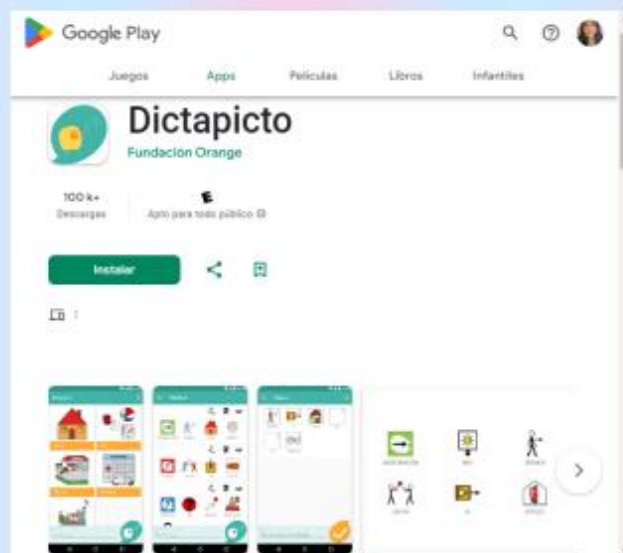 Google Play
Juegos Apps Películas Libros Infantiles
Dictapicto
Fundación Orange
100 k+
Descargas
Apto para todo público
Instalar